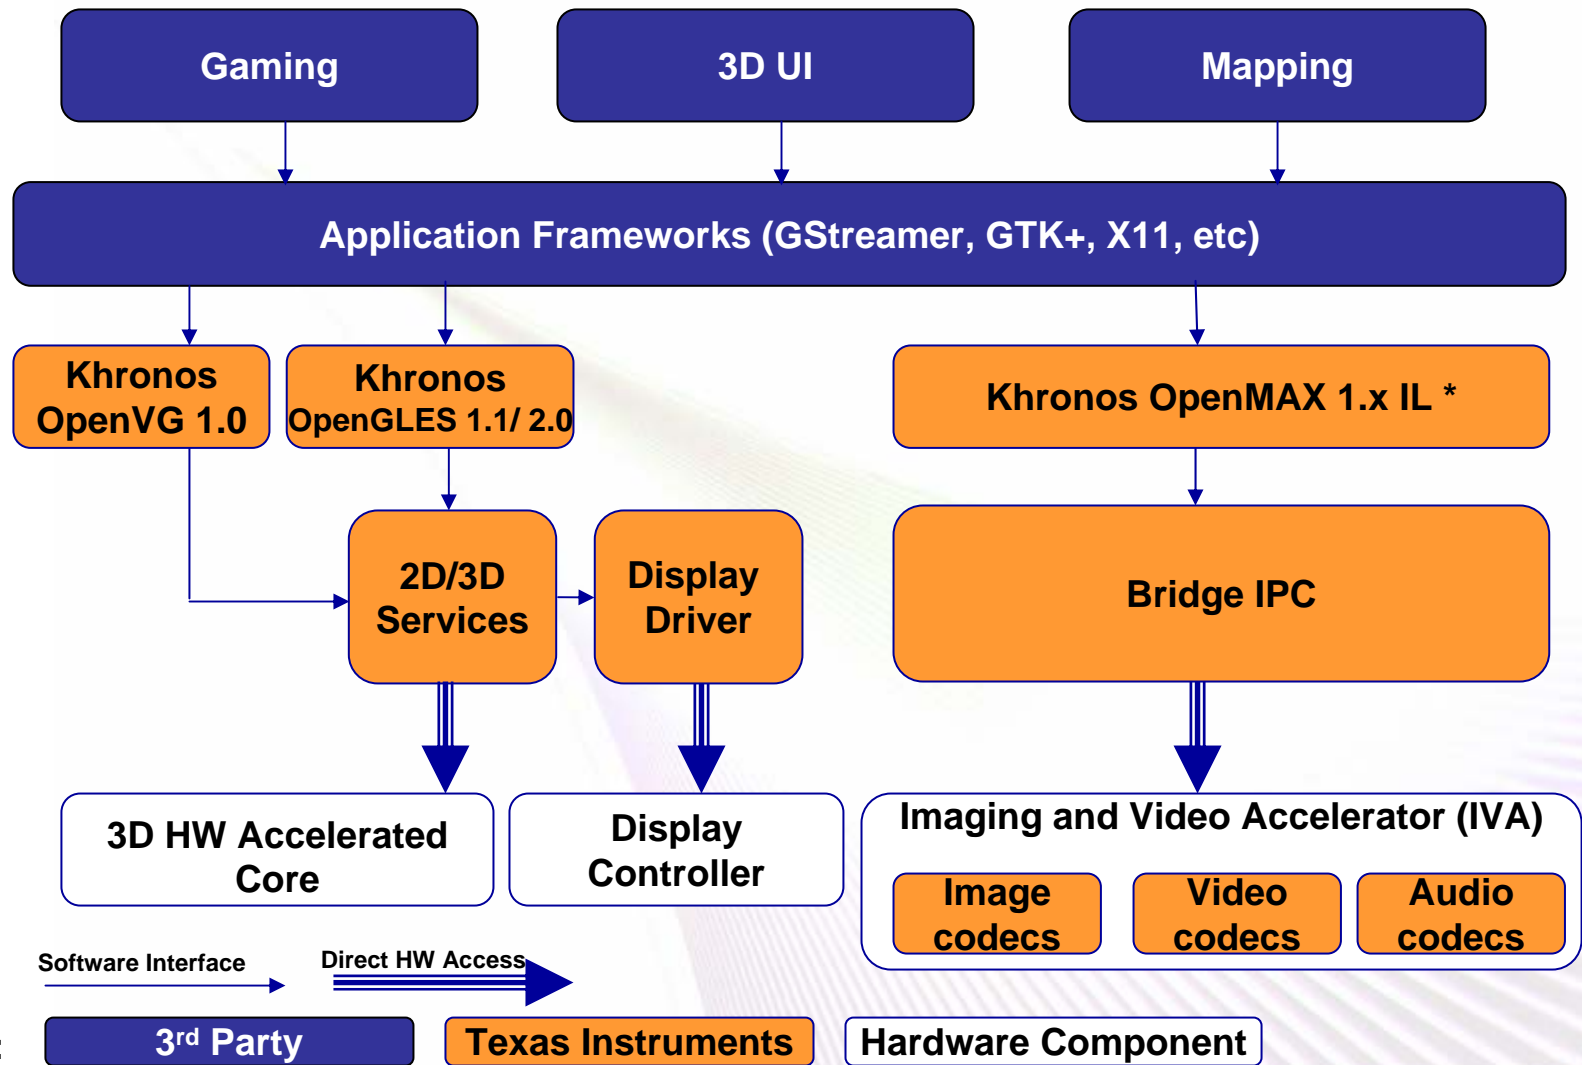 Gaming
3D UI
Mapping
Application Frameworks (GStreamer, GTK+, X11, etc)
Khronos
OpenVG 1.0
Khronos
OpenGLES 1.1/ 2.0
Khronos OpenMAX 1.x IL *
2D/3D
Services
Display
Driver
Bridge IPC
3D HW Accelerated
Core
Display
Controller
Imaging and Video Accelerator (IVA)
Image
codecs
Video
codecs
Audio
codecs
Software Interface
Direct HW Access
:
3rd Party
Texas Instruments
Hardware Component